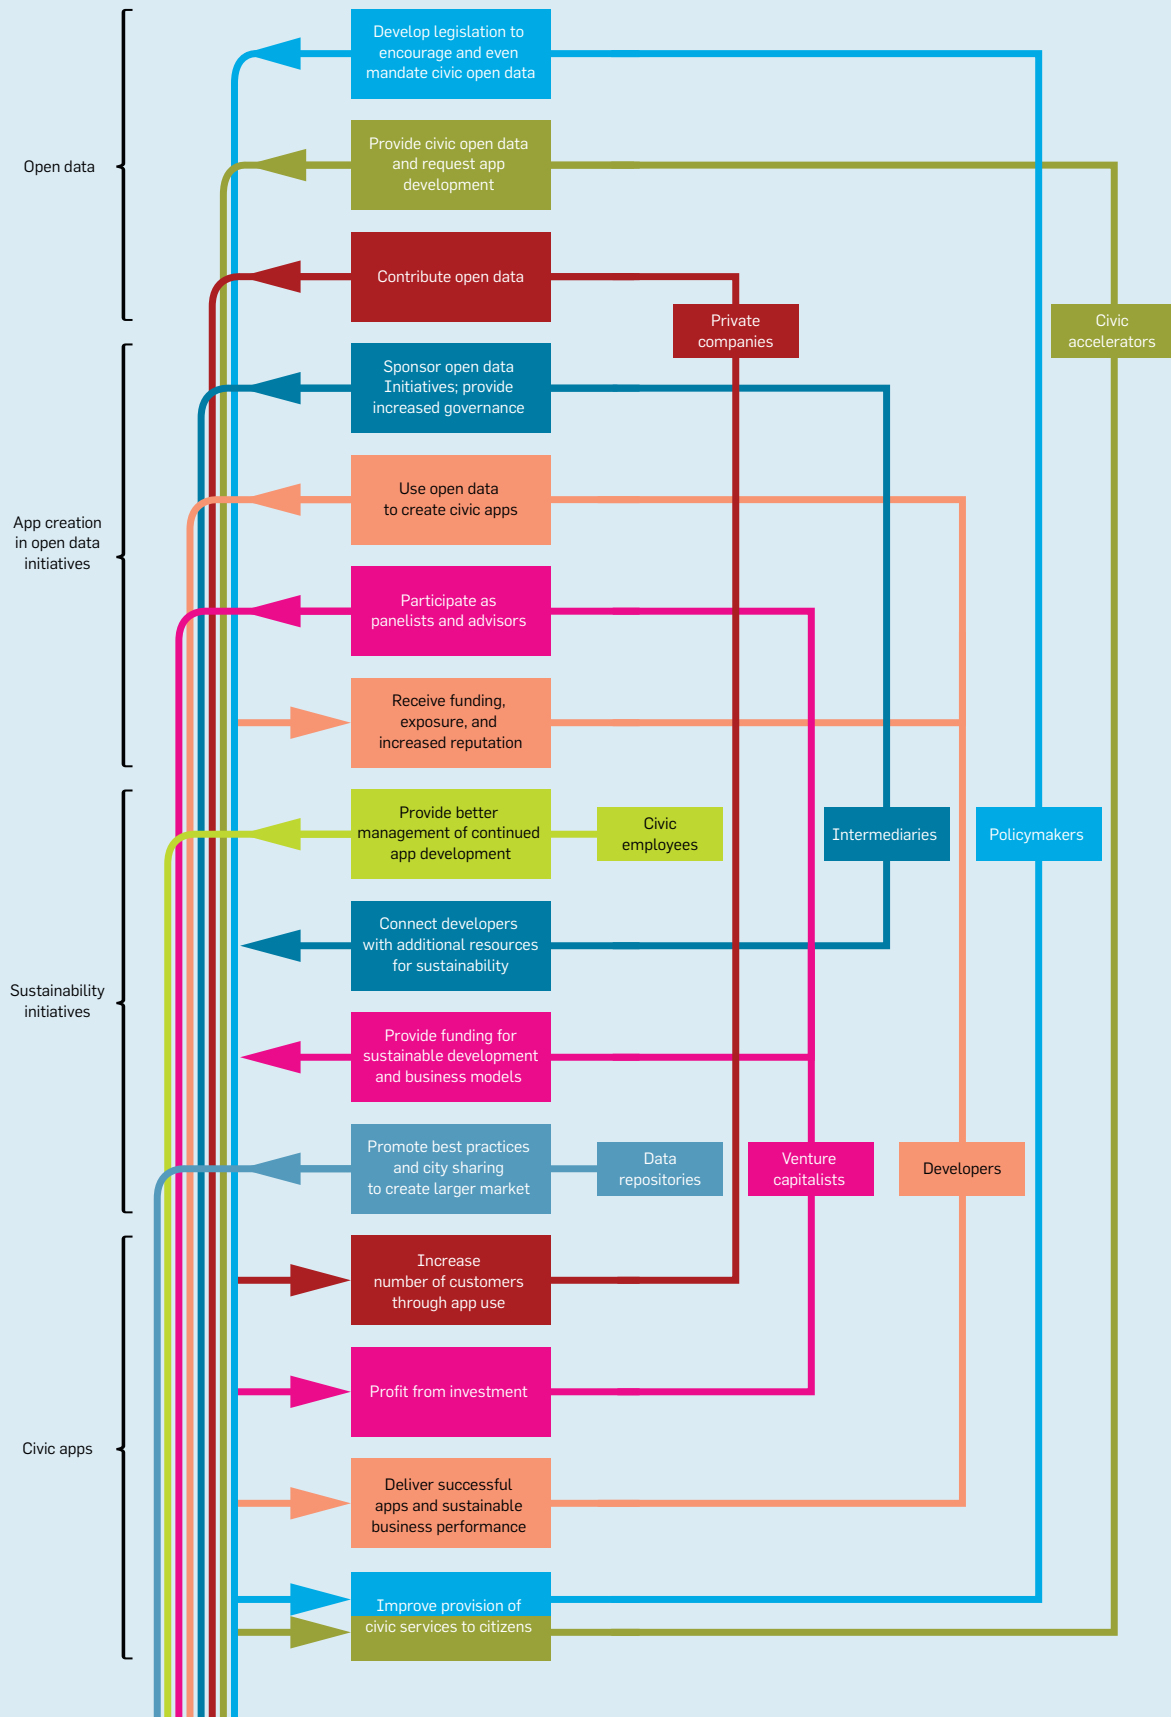 Develop legislation to
encourage and even
mandate civic open data
Open data
Provide civic open data
and request app
development
Contribute open data
Private
companies
Civic
accelerators
Sponsor open data
Initiatives; provide
increased governance
App creation
in open data
initiatives
Use open data
to create civic apps
Participate as
panelists and advisors
Receive funding,
exposure, and
increased reputation
Provide better
management of continued
app development
Civic
employees
Intermediaries
Policymakers
Sustainability
initiatives
Connect developers
with additional resources
for sustainability
Provide funding for
sustainable development
and business models
Promote best practices
and city sharing
to create larger market
Data
repositories
Venture
capitalists
Developers
Increase
number of customers
through app use
Civic apps
Profit from investment
Deliver successful
apps and sustainable
business performance
Improve provision of
civic services to citizens